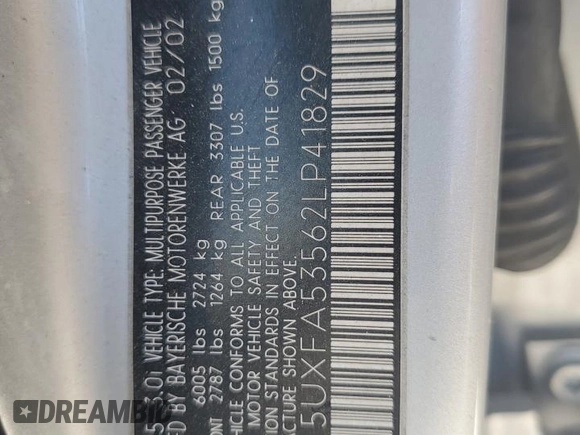 VEHICLE TYPE: MULTIPURPOSE PASSENGER VEHICLE
BY BAYERISCHE MOTORENWERKE AG 02/02
6005 lbs 2724 kg
2787 lbs 1264 kg REAR 3307 lbs 1500 kg
CONFORMS TO ALL APPLICABLE U.S.
MOTOR VEHICLE SAFETY AND THEFT
STANDARDS IN EFFECT ON THE DATE OF
SHOWN ABOVE.
5UXFA53562LP41829
DREAMBID